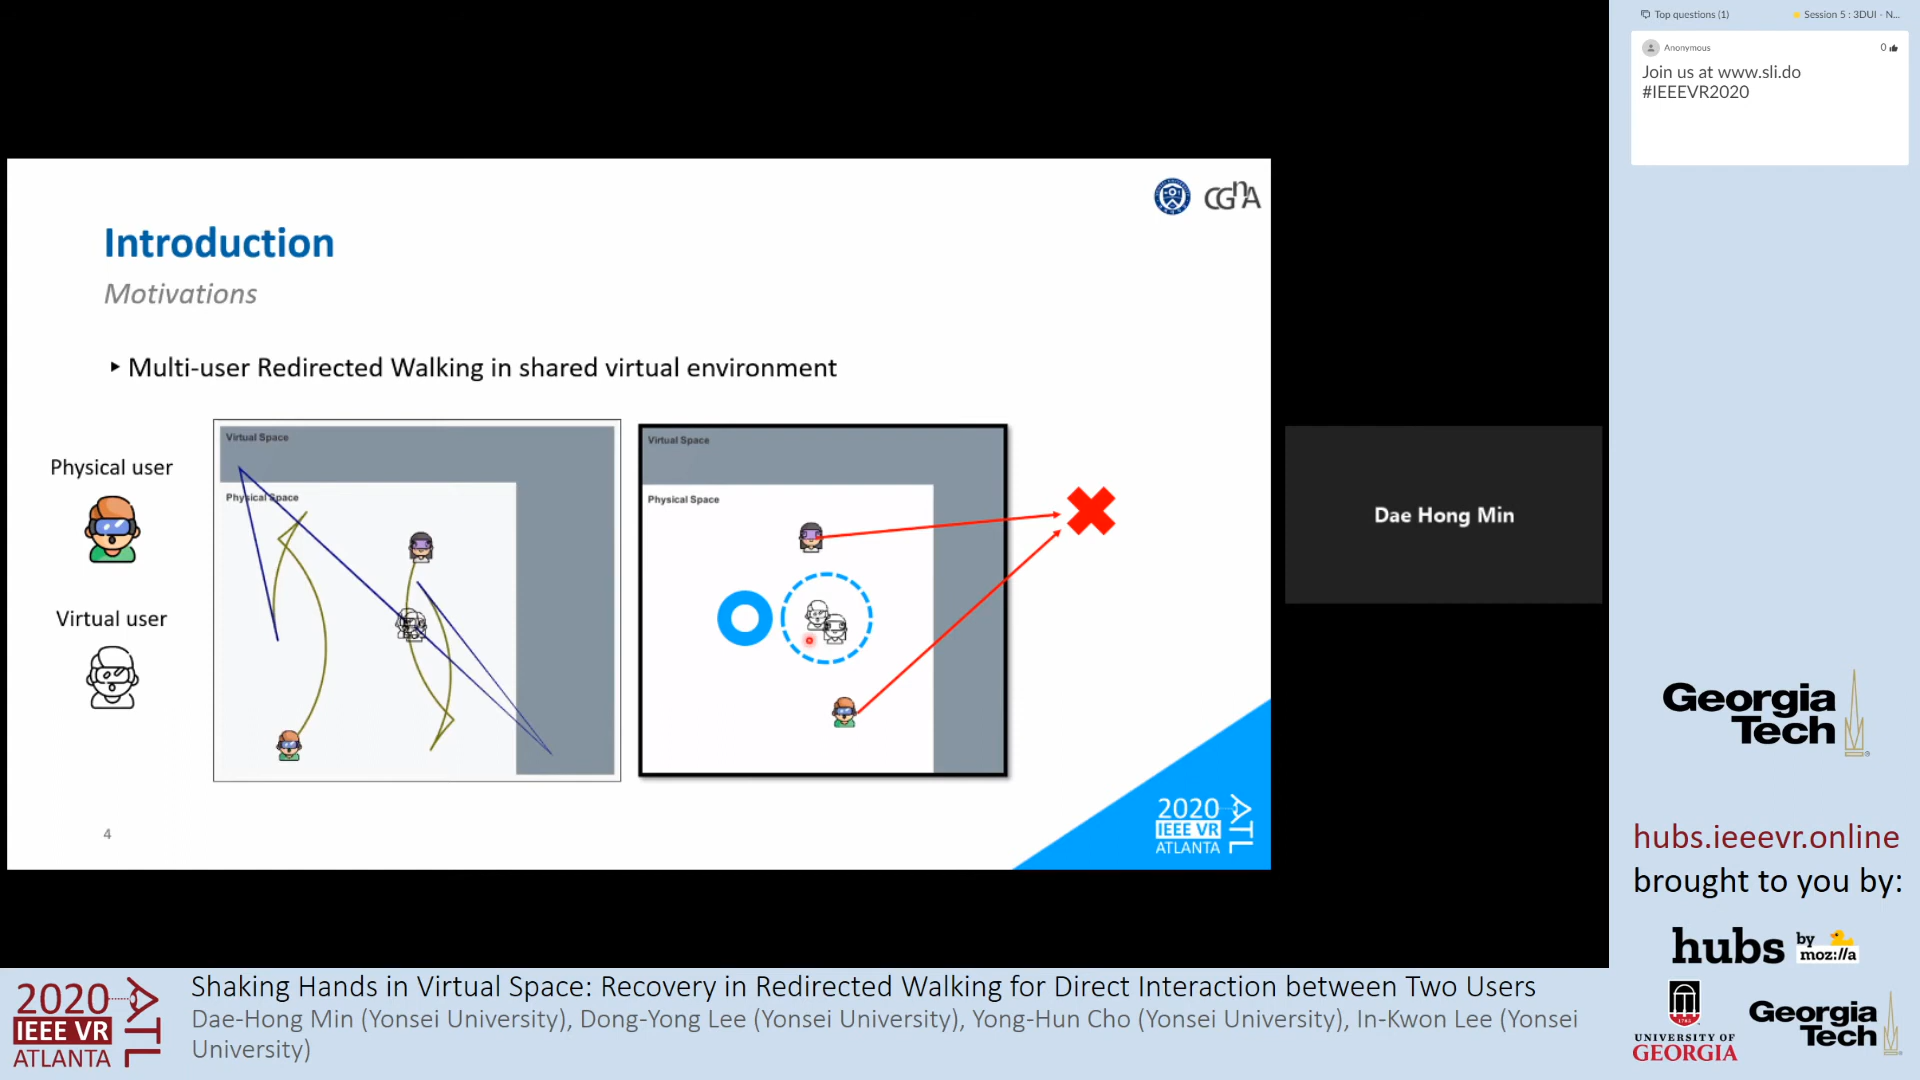 Top questions (1)
Session 5 : 3DUI - N...
Anonymous
0
Join us at www.sli.do
#IEEEVR2020
CGnA
Introduction
Motivations
‣ Multi-user Redirected Walking in shared virtual environment
Physical user
Virtual user
Virtual Space
Physical Space
Virtual Space
Physical Space
Dae Hong Min
4
2020
IEEE VR
ATLANTA
ATL
Georgia
Tech
hubs.ieeevr.online
brought to you by:
hubs by
moz://a
UNIVERSITY OF
GEORGIA
Georgia
Tech
2020
IEEE VR
ATLANTA
ATL
Shaking Hands in Virtual Space: Recovery in Redirected Walking for Direct Interaction between Two Users
Dae-Hong Min (Yonsei University), Dong-Yong Lee (Yonsei University), Yong-Hun Cho (Yonsei University), In-Kwon Lee (Yonsei
University)